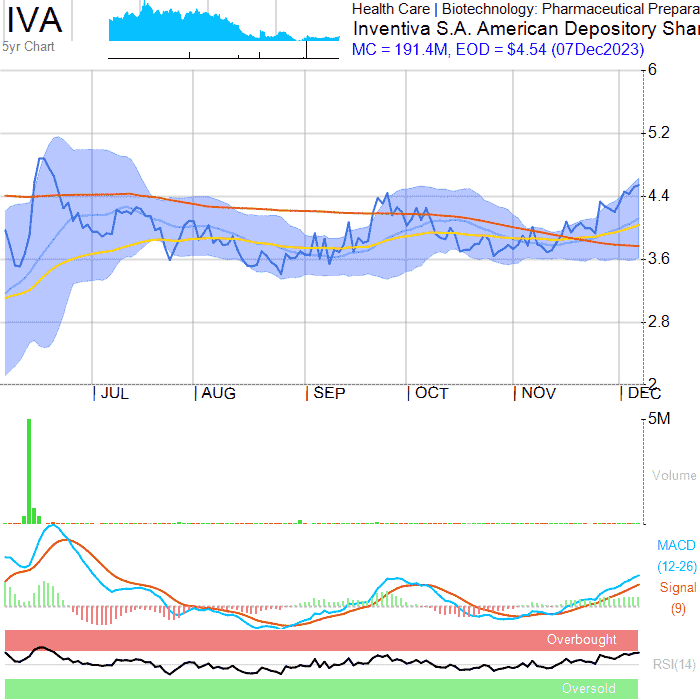 IVA
5yr Chart
Health Care | Biotechnology: Pharmaceutical Prepara
Inventiva S.A. American Depository Shar
MC = 191.4M, EOD = $4.54 (07Dec2023)
6
5.2
4.4
3.6
2.8
2
JUL AUG SEP OCT NOV DEC
5M
Volume
MACD
(12-26)
Signal
(9)
Overbought
RSI(14)
Oversold